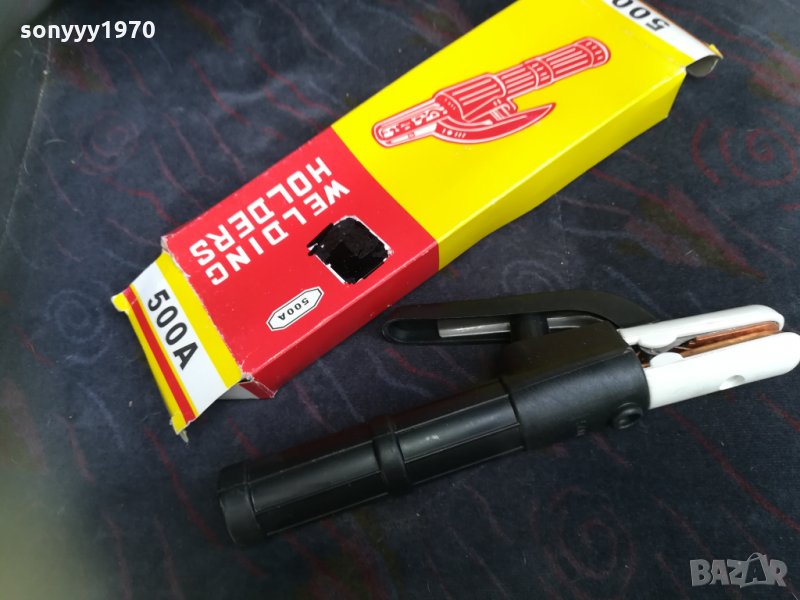 sonyyy1970
500
WELDING
HOLDERS
500A
500A
BAZAR